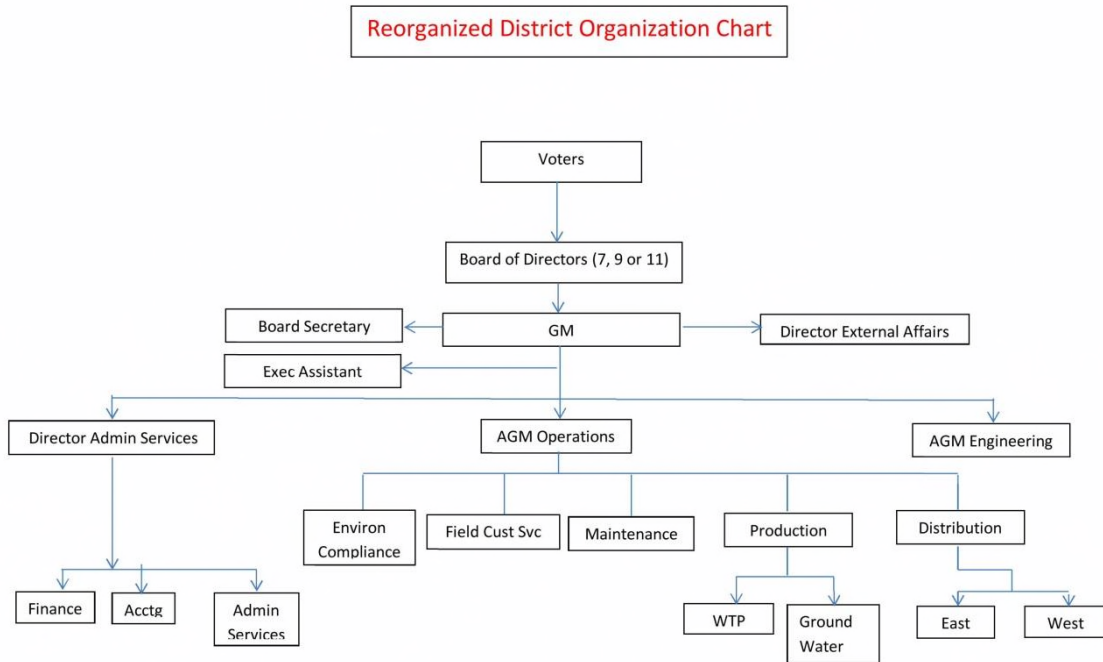 Reorganized District Organization Chart
Voters
Board of Directors (7, 9 or 11)
Board Secretary
GM
Director External Affairs
Exec Assistant
Director Admin Services
AGM Operations
AGM Engineering
Environ
Compliance
Field Cust Svc
Maintenance
Production
Distribution
Finance
Acctg
Admin
Services
WTP
Ground
Water
East
West